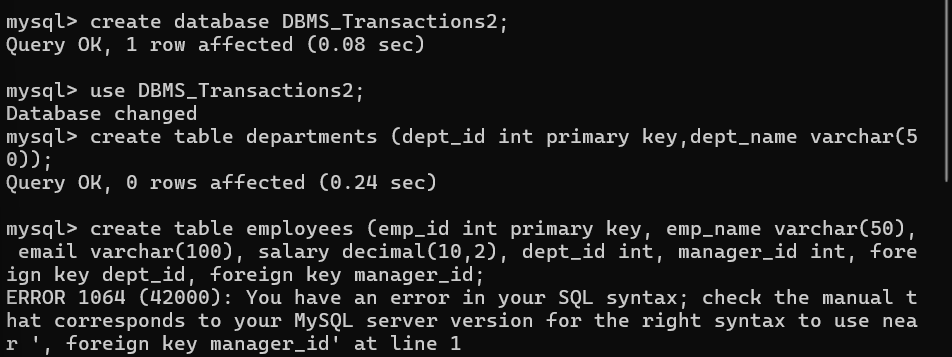 mysql> create database DBMS_Transactions2;
Query OK, 1 row affected (0.08 sec)
mysql> use DBMS_Transactions2;
Database changed
mysql> create table departments (dept_id int primary key,dept_name varchar(5
0));
Query OK, 0 rows affected (0.24 sec)
mysql> create table employees (emp_id int primary key, emp_name varchar(50),
 email varchar(100), salary decimal(10,2), dept_id int, manager_id int, fore
ign key dept_id, foreign key manager_id;
ERROR 1064 (42000): You have an error in your SQL syntax; check the manual t
hat corresponds to your MySQL server version for the right syntax to use nea
r ', foreign key manager_id' at line 1